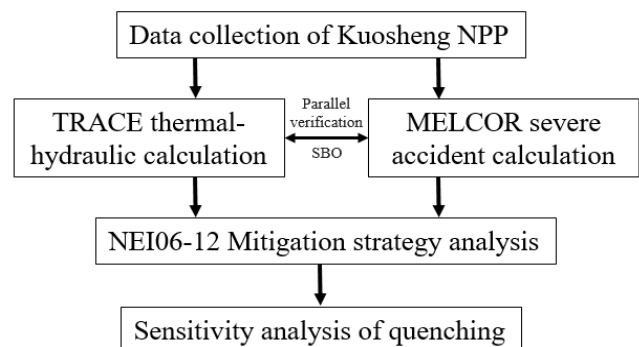 Data collection of Kuosheng NPP
TRACE thermal-
hydraulic calculation
Parallel
verification
SBO
MELCOR severe
accident calculation
NEI06-12 Mitigation strategy analysis
Sensitivity analysis of quenching